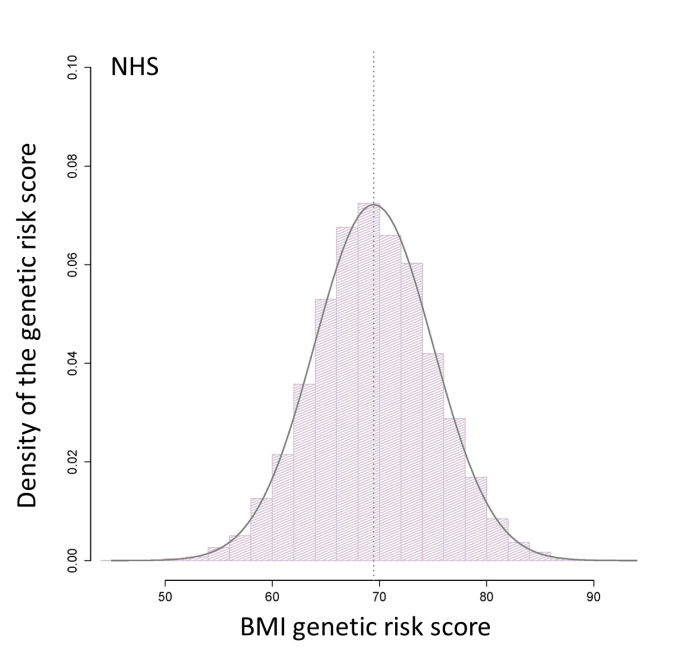 NHS
Density of the genetic risk score
0.10
0.08
0.06
0.04
0.02
0.00
50 60 70 80 90
BMI genetic risk score